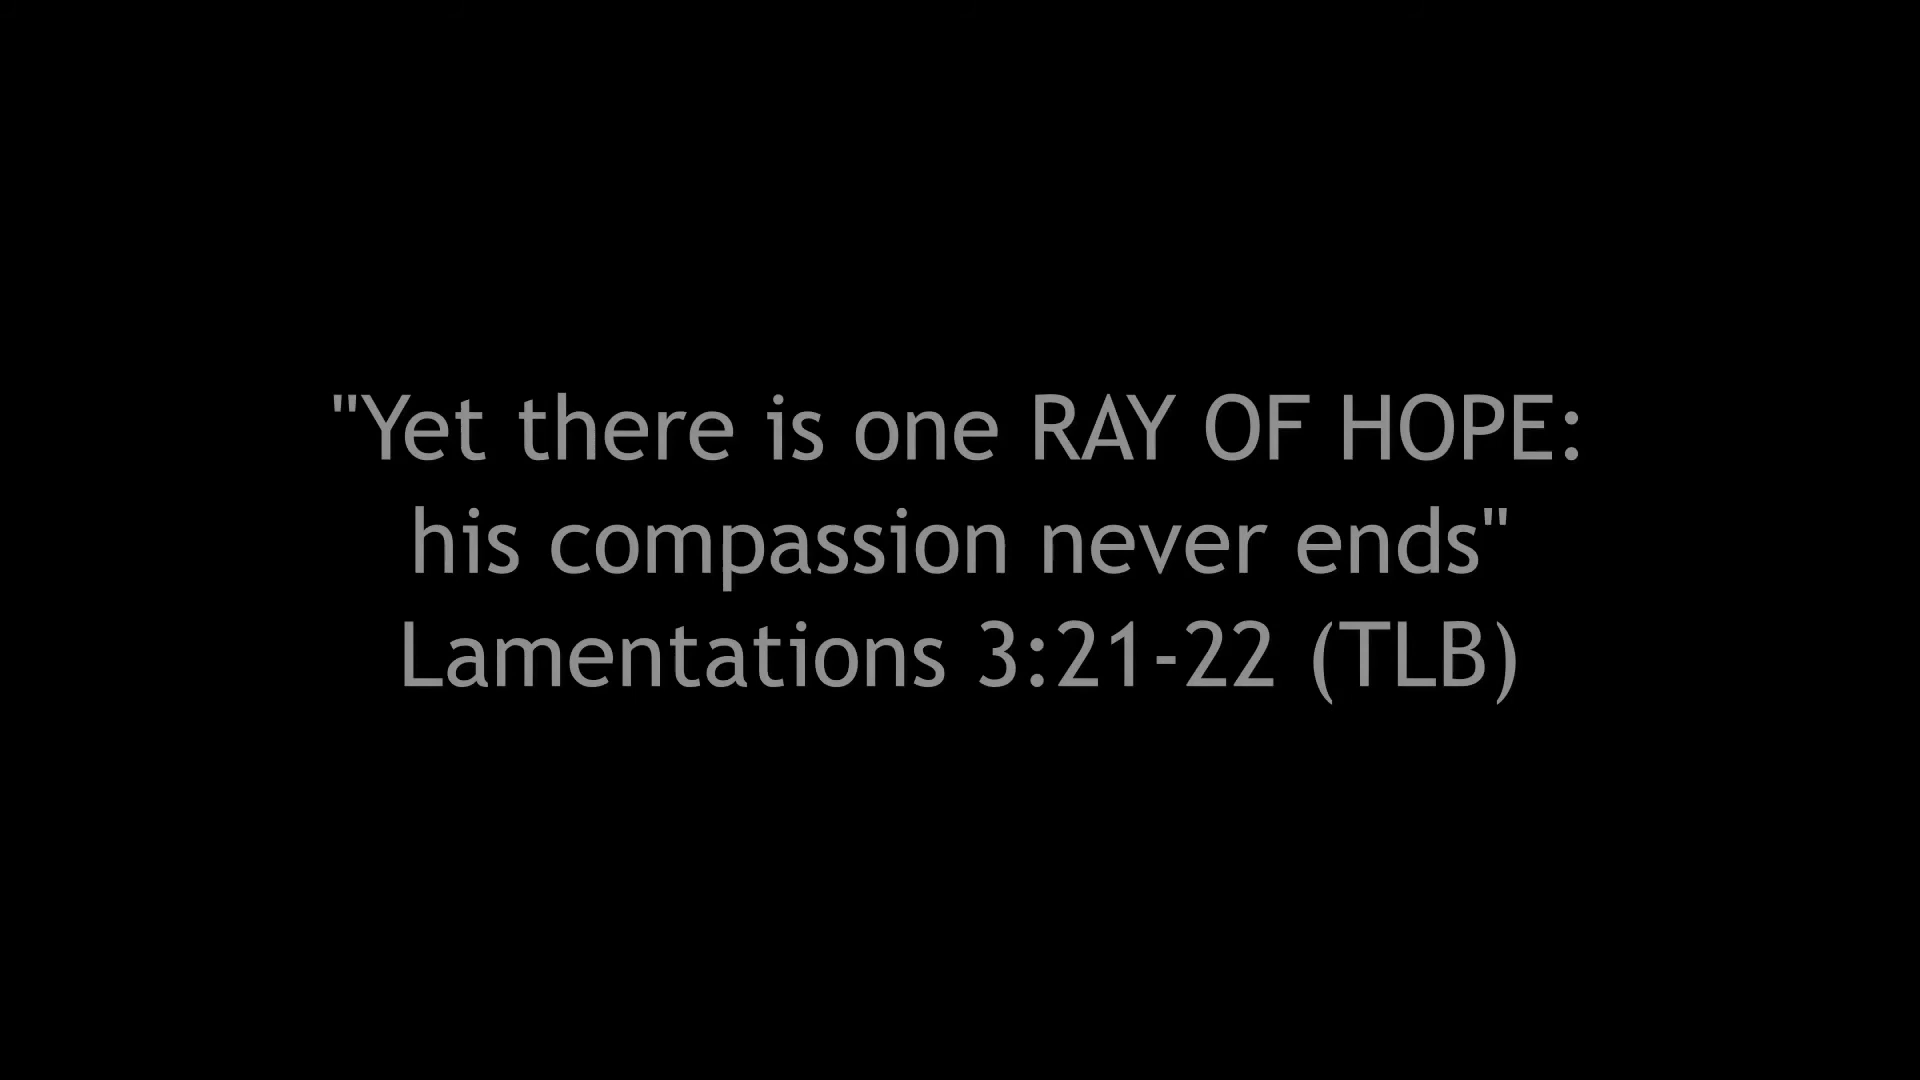 "Yet there is one RAY OF HOPE:
his compassion never ends"
Lamentations 3:21-22 (TLB)